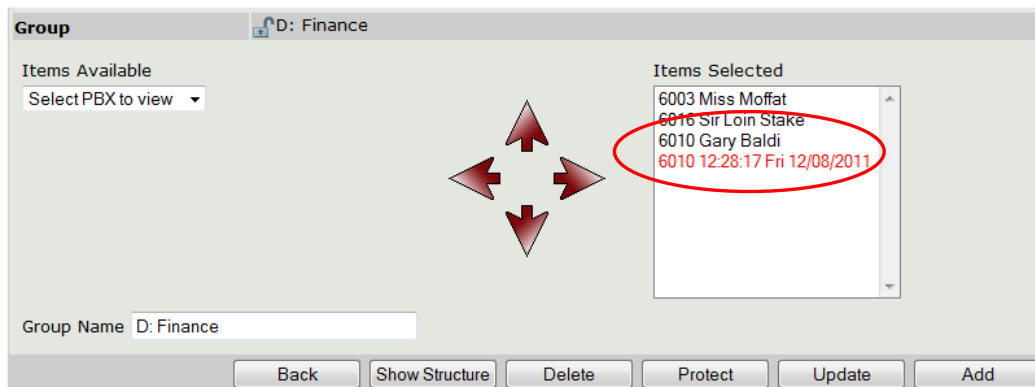 Group
D: Finance
Items Available
Select PBX to view
Items Selected
6003 Miss Moffat
6016 Sir Loin Stake
6010 Gary Baldi
6010 12:28:17 Fri 12/08/2011
Group Name D: Finance
Back Show Structure Delete Protect Update Add